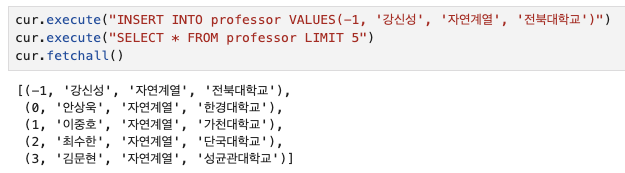 cur.execute("INSERT INTO professor VALUES(-1, '강신성', '자연계열', '전북대학교')")
cur.execute("SELECT * FROM professor LIMIT 5")
cur.fetchall()
[(-1, '강신성', '자연계열', '전북대학교'),
(0, '안상욱', '자연계열', '한경대학교'),
(1, '이중호', '자연계열', '가천대학교'),
(2, '최수한', '자연계열', '단국대학교'),
(3, '김문현', '자연계열', '성균관대학교')]